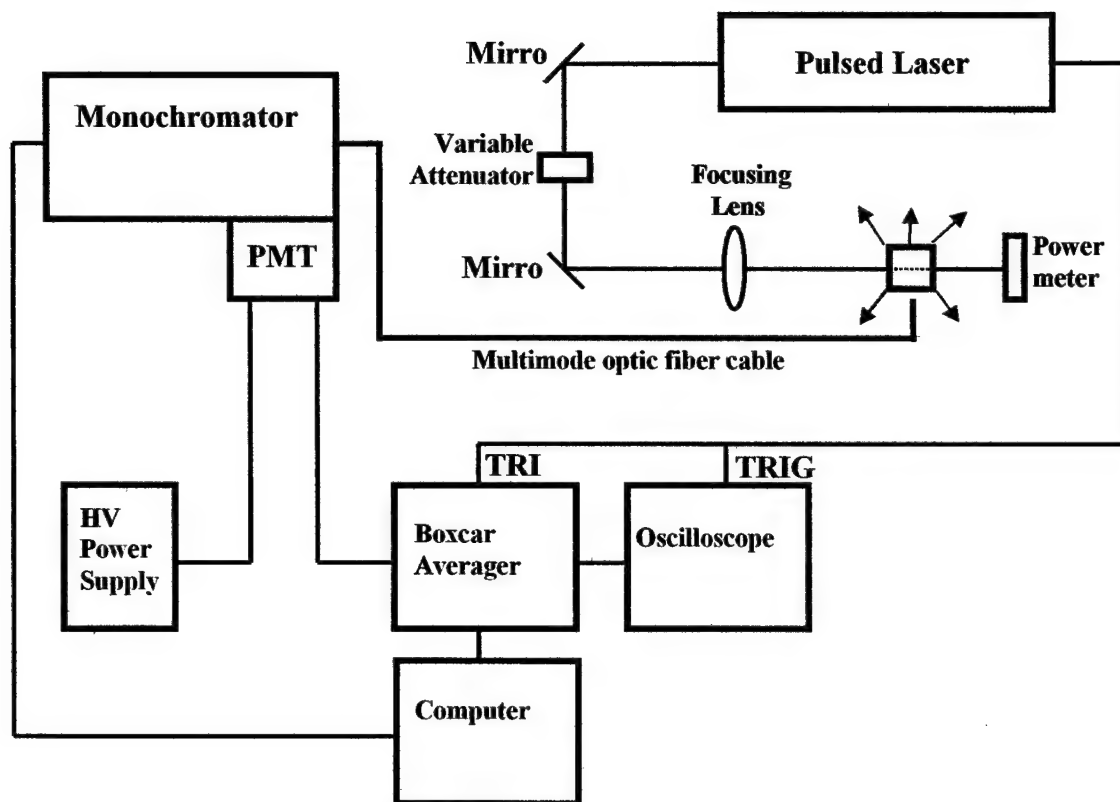 Mirro
Pulsed Laser
Monochromator
Variable
Attenuator
Focusing
Lens
PMT
Mirro
Power
meter
Multimode optic fiber cable
TRI
TRIG
HV
Power
Supply
Boxcar
Averager
Oscilloscope
Computer